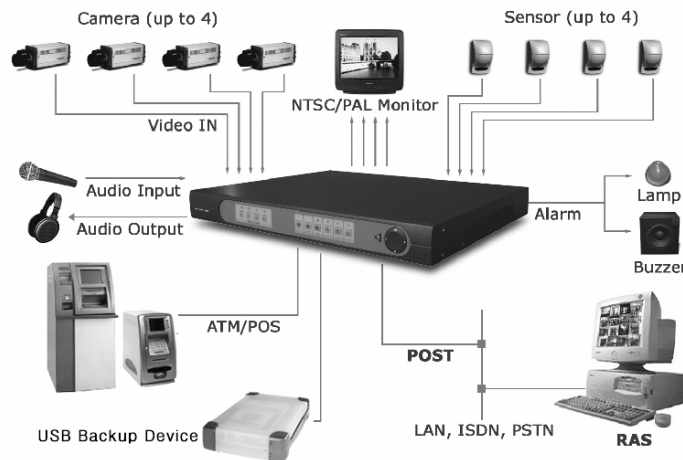 Camera (up to 4)
Sensor (up to 4)
NTSC/PAL Monitor
Video IN
Audio Input
Audio Output
Alarm
Lamp
Buzzer
ATM/POS
POST
USB Backup Device
LAN, ISDN, PSTN
RAS